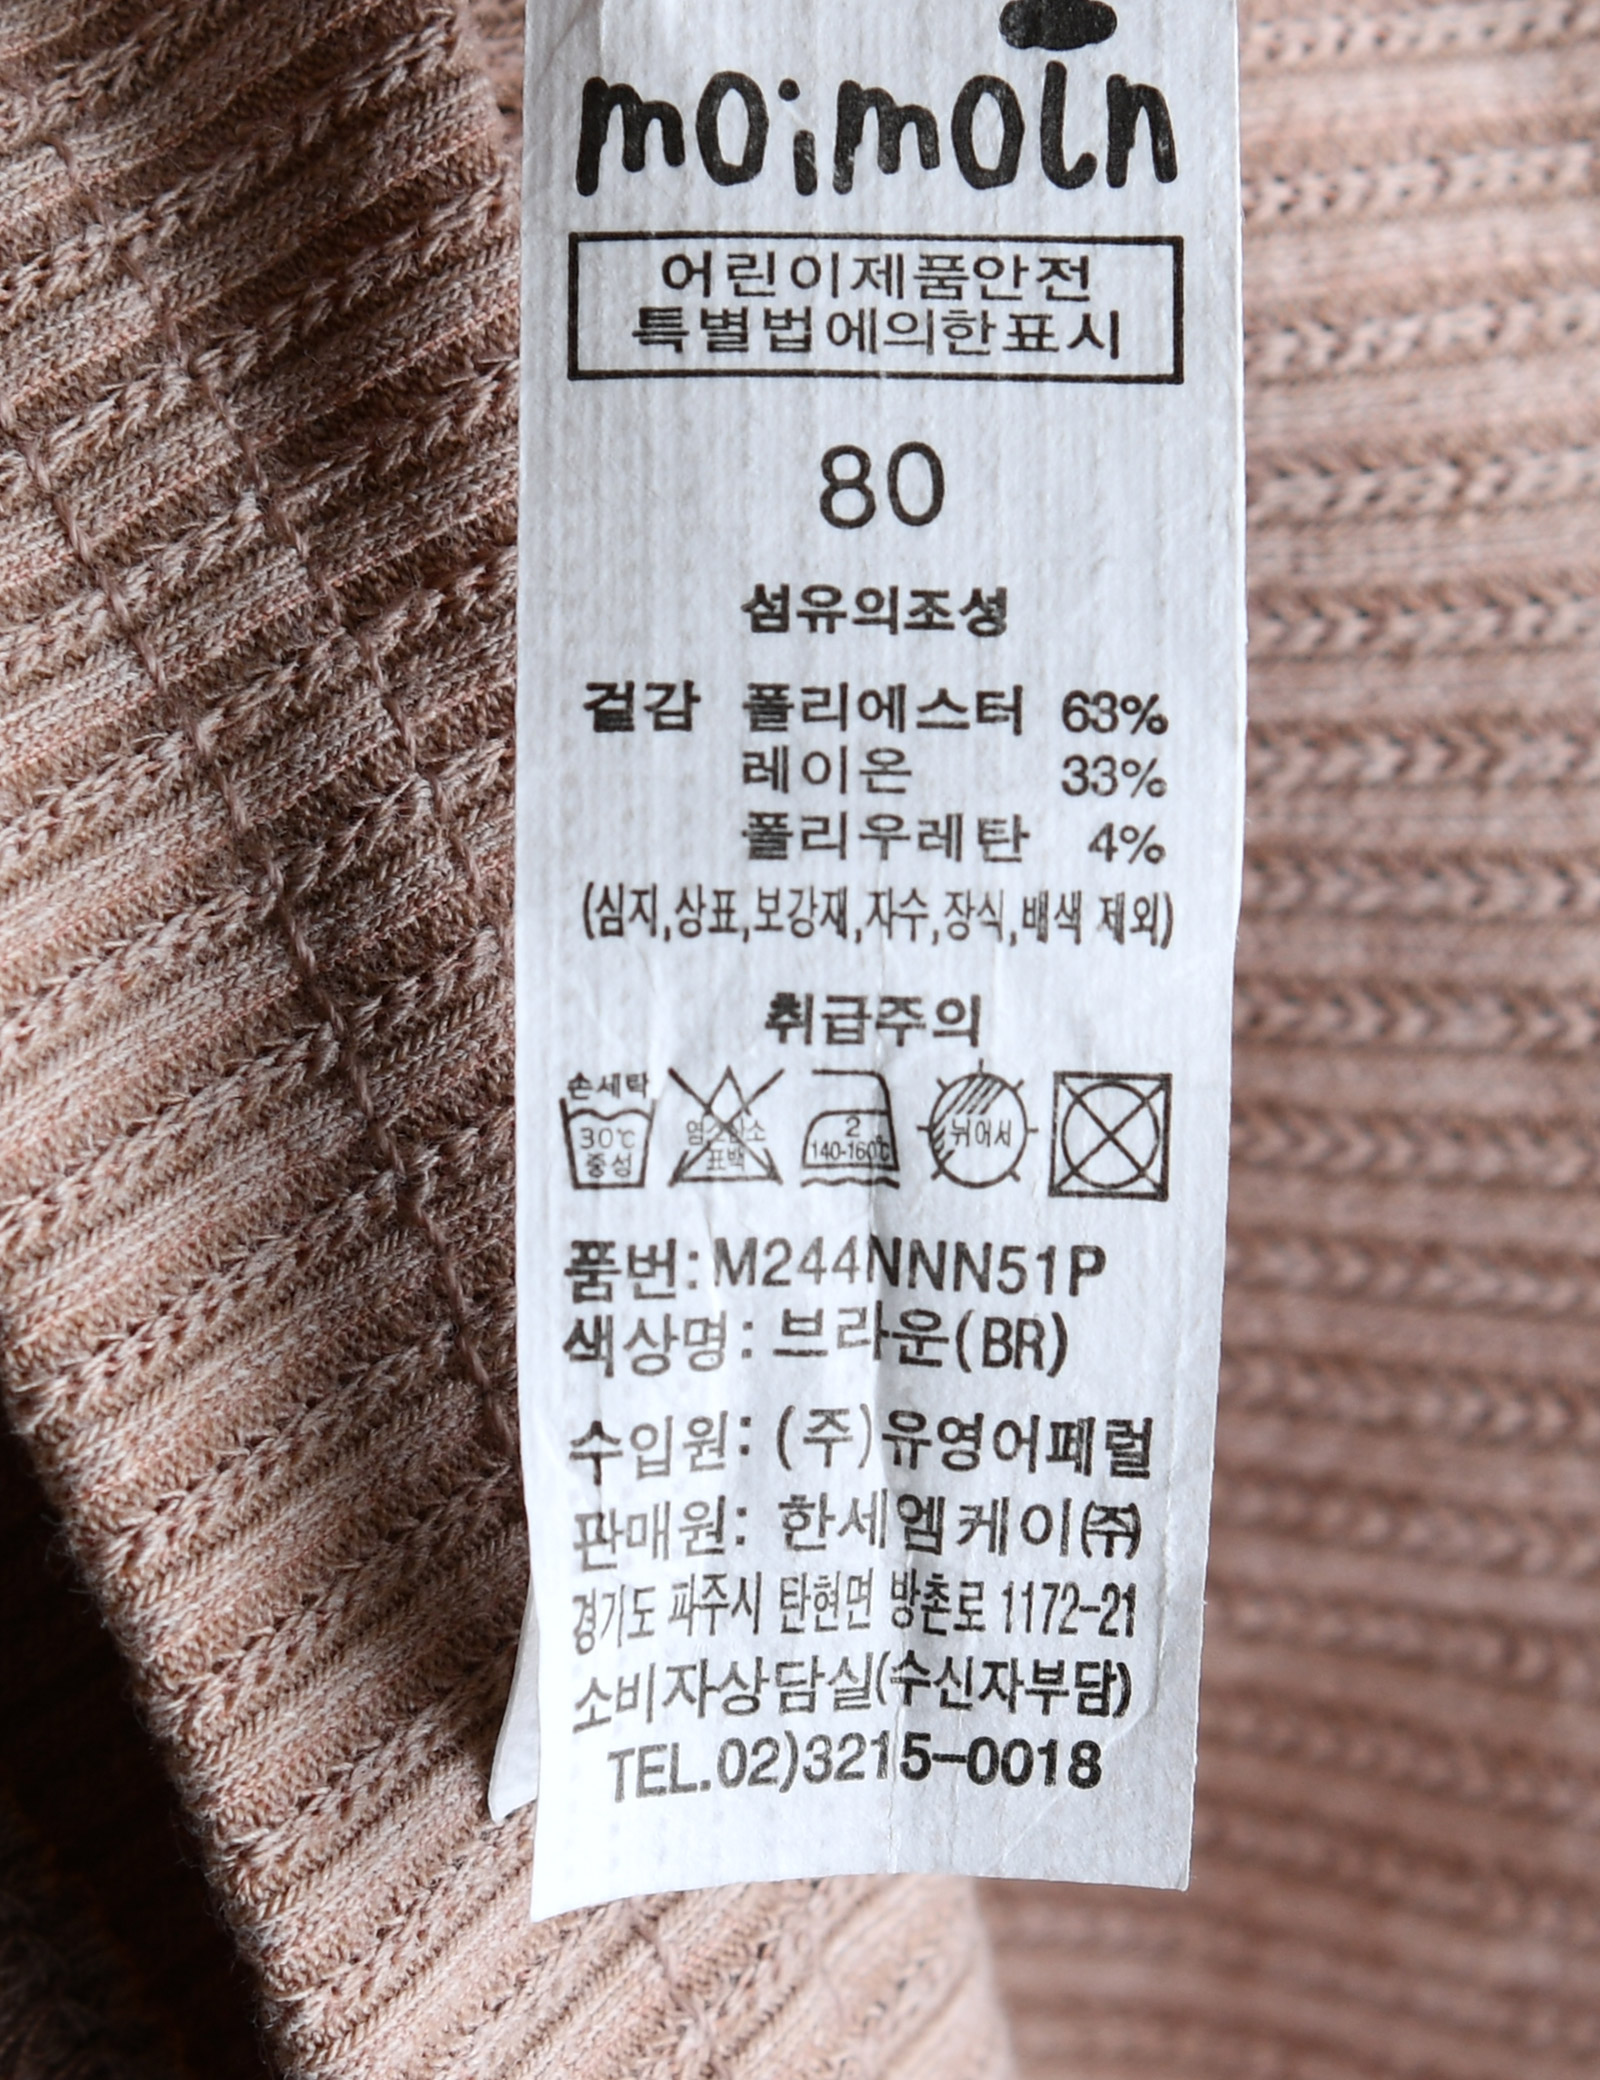 moimoln
어린이제품안전
특별법에의한표시
80
섬유의조성
겉감 폴리에스터 63%
레이온 33%
폴리우레탄 4%
(심지,상표,보강재,자수,장식,배색 제외)
취급주의
손세탁
30℃ 중성
염소산소 표백
2 140-160℃
뉘어서
품번: M244NNN51P
색상명: 브라운(BR)
수입원: (주)유영어페럴
판매원: 한세엠케이㈜
경기도 파주시 탄현면 방촌로 1172-21
소비자상담실(수신자부담)
TEL.02)3215-0018